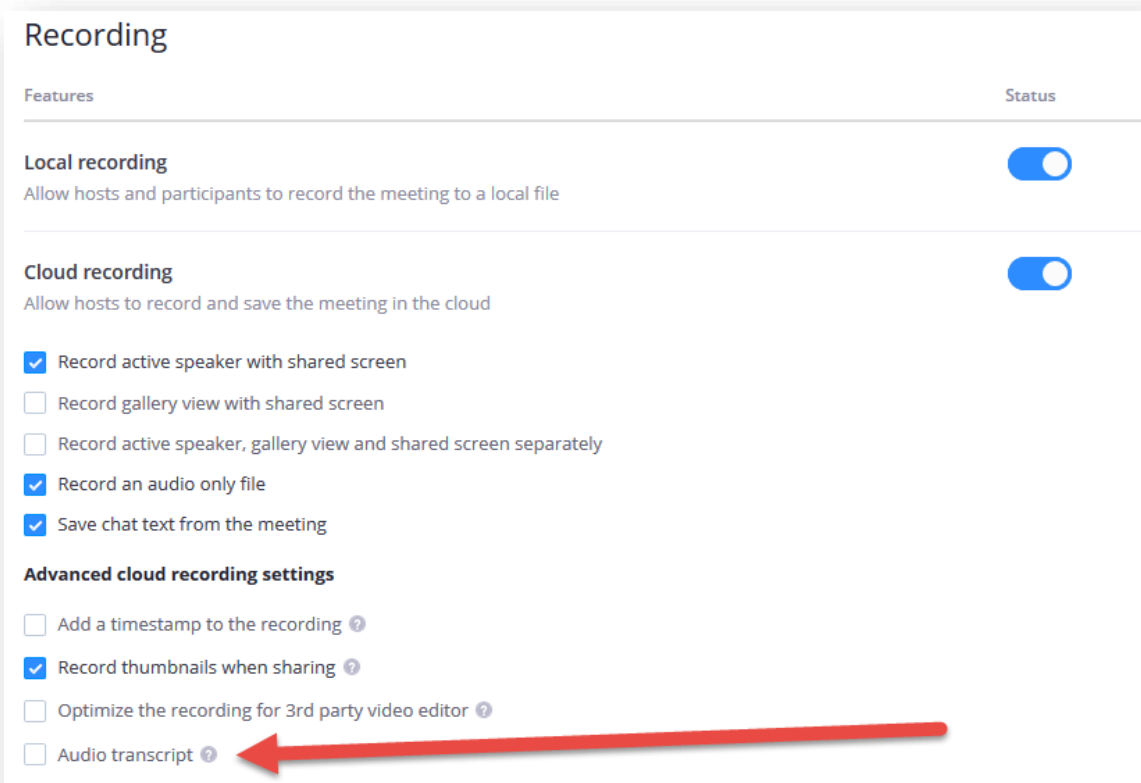 Recording
Features Status
Local recording
Allow hosts and participants to record the meeting to a local file
Cloud recording
Allow hosts to record and save the meeting in the cloud
Record active speaker with shared screen
Record gallery view with shared screen
Record active speaker, gallery view and shared screen separately
Record an audio only file
Save chat text from the meeting
Advanced cloud recording settings
Add a timestamp to the recording ?
Record thumbnails when sharing ?
Optimize the recording for 3rd party video editor ?
Audio transcript ?